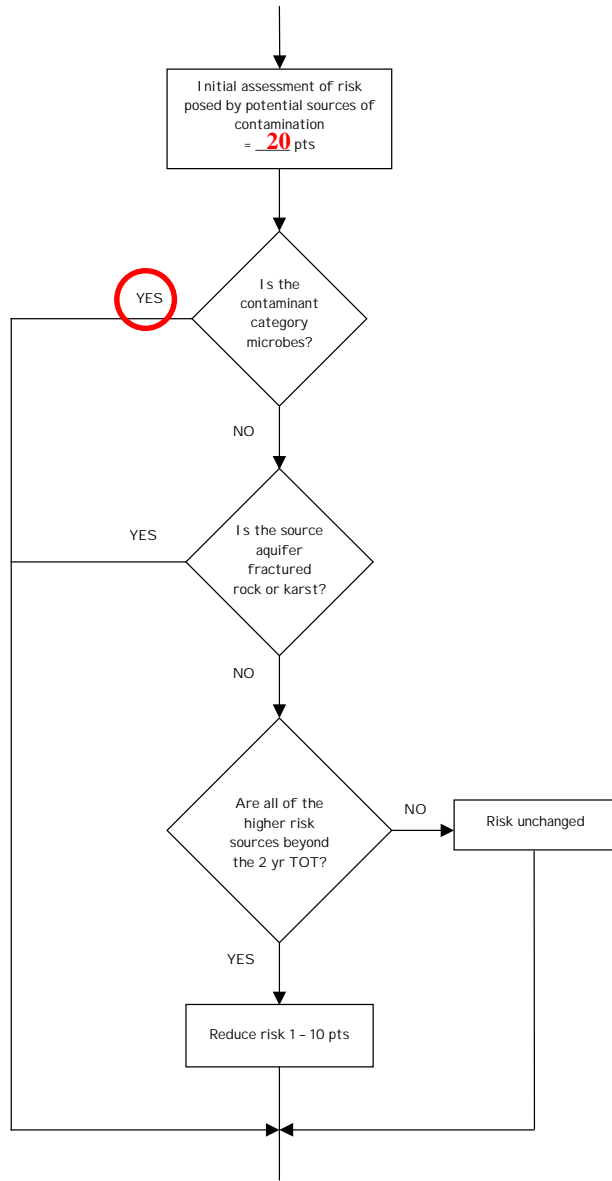 Initial assessment of risk
posed by potential sources of
contamination
= 20 pts
Is the
contaminant
category
microbes?
YES
NO
Is the source
aquifer
fractured
rock or karst?
YES
NO
Are all of the
higher risk
sources beyond
the 2 yr TOT?
NO
Risk unchanged
YES
Reduce risk 1 – 10 pts